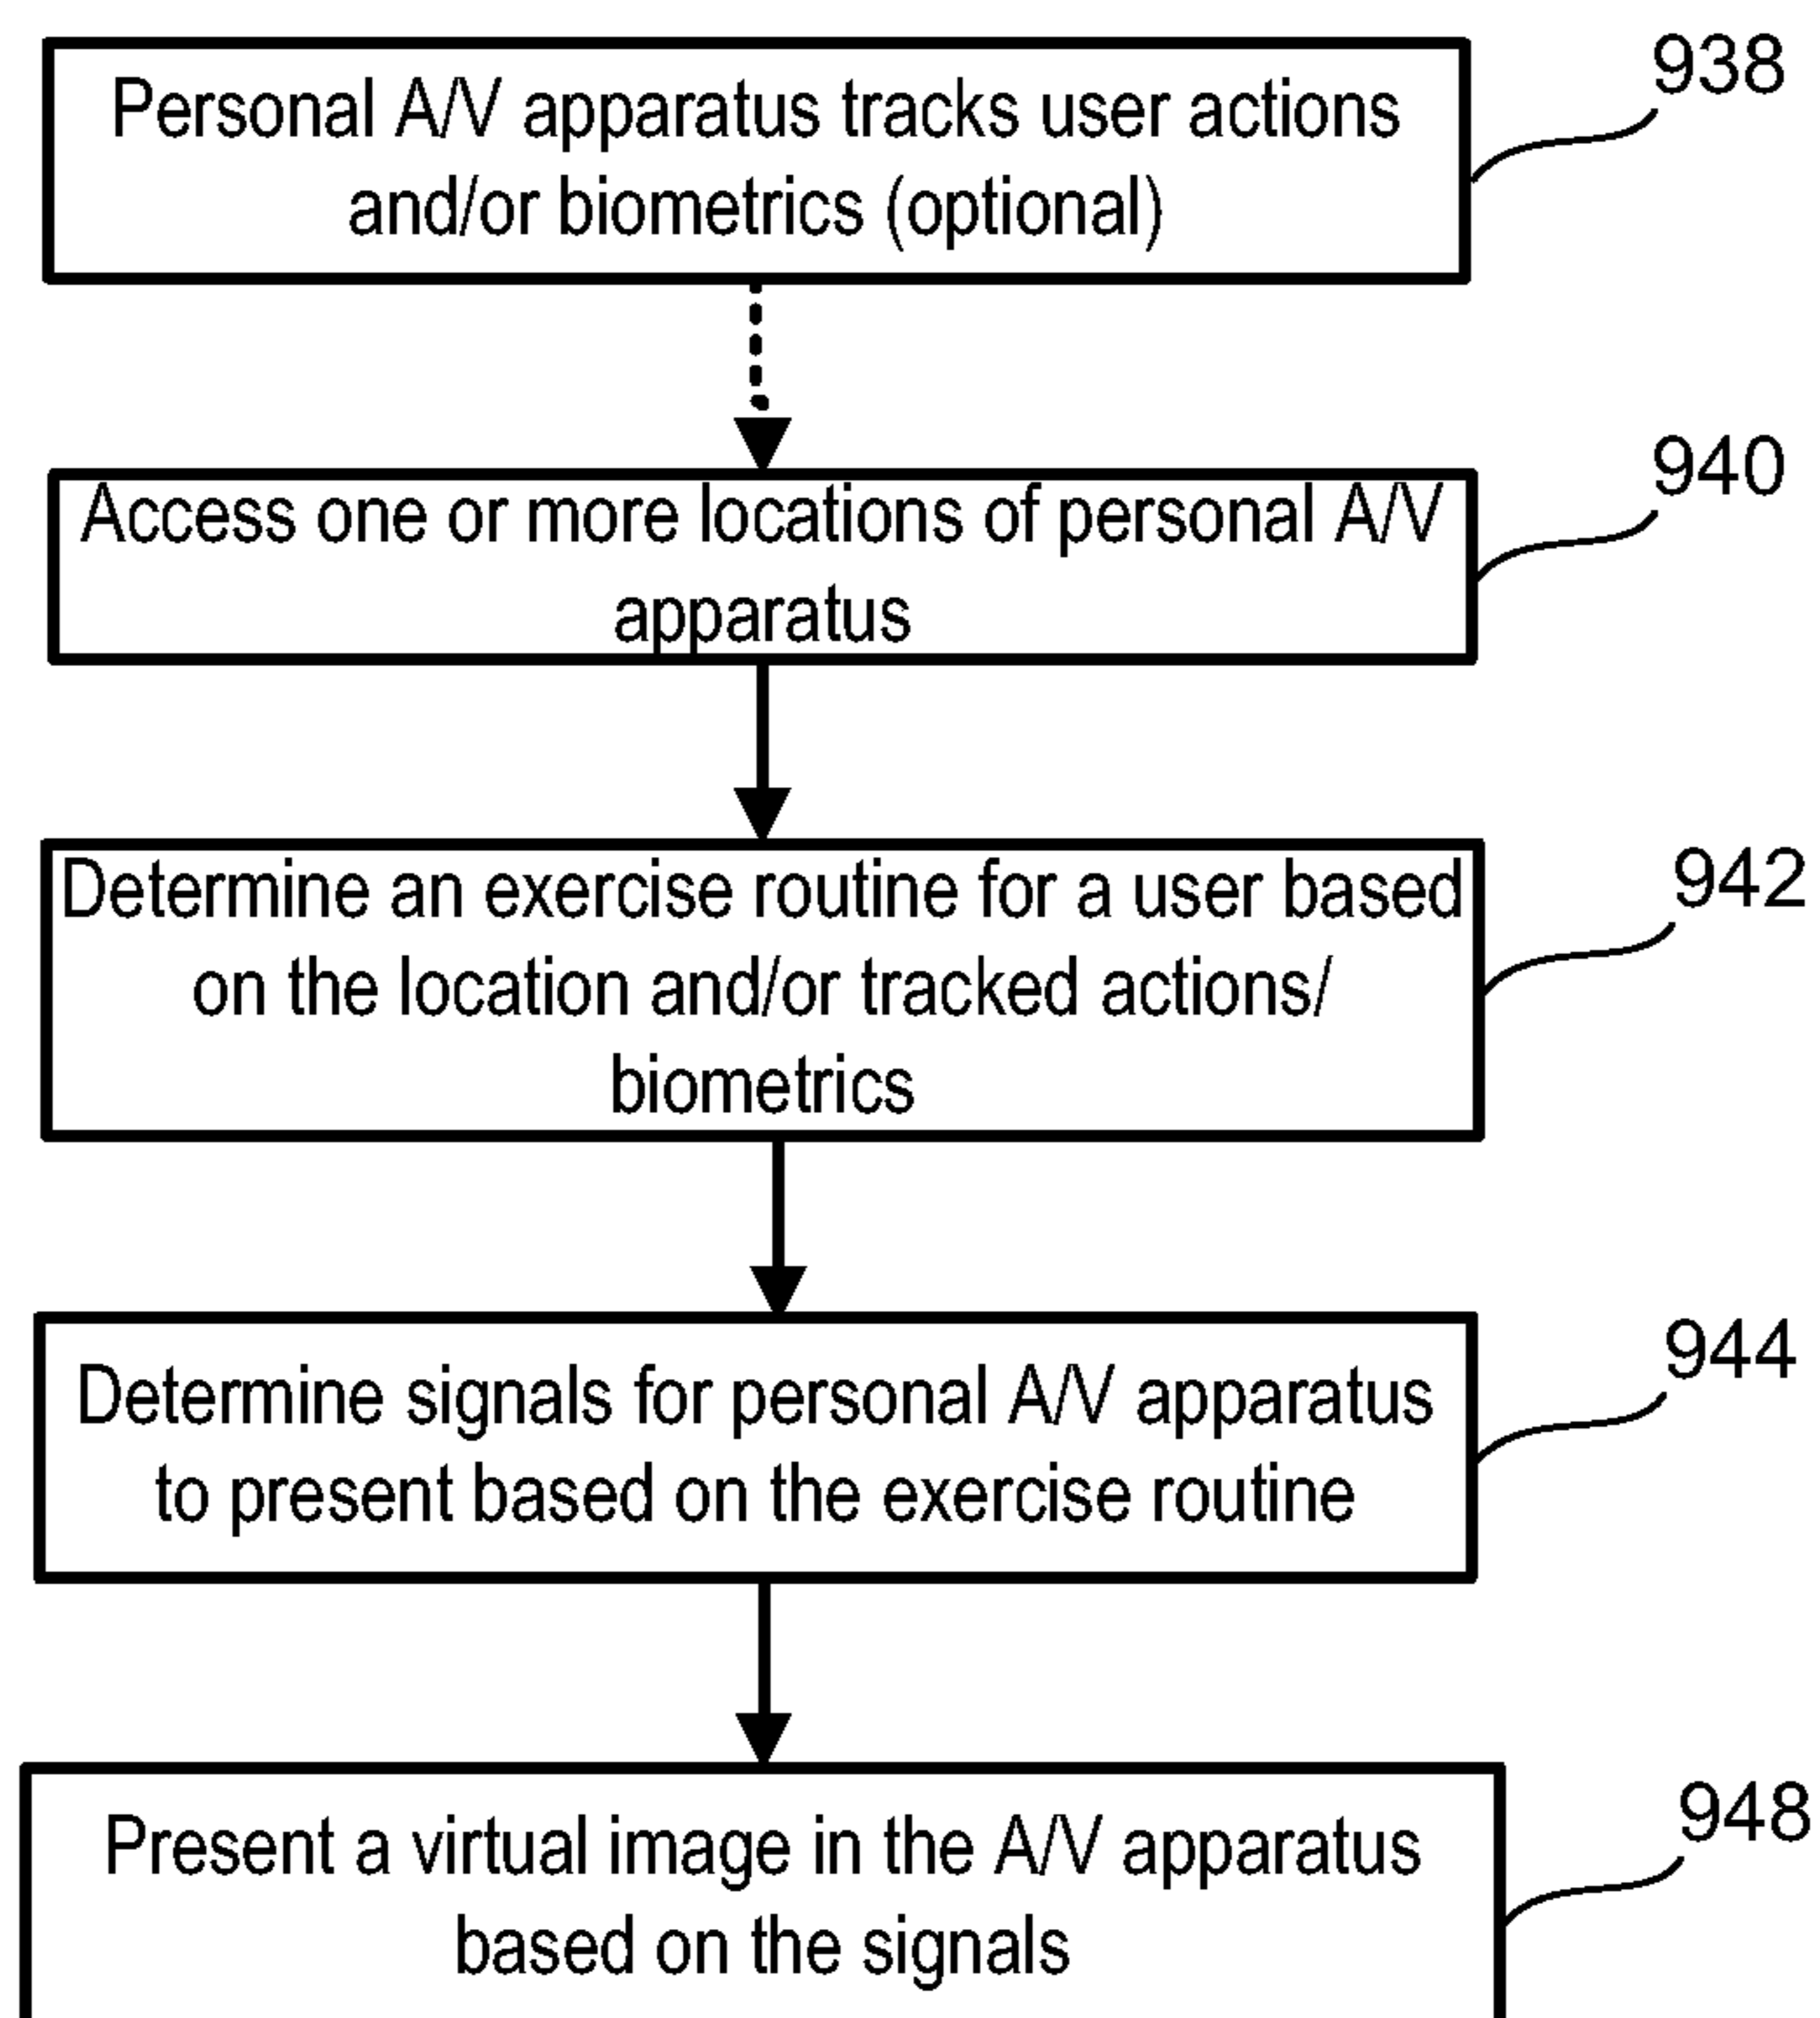 938
Personal A/V apparatus tracks user actions
and/or biometrics (optional)
940
Access one or more locations of personal A/V
apparatus
942
Determine an exercise routine for a user based
on the location and/or tracked actions/
biometrics
944
Determine signals for personal A/V apparatus
to present based on the exercise routine
948
Present a virtual image in the A/V apparatus
based on the signals